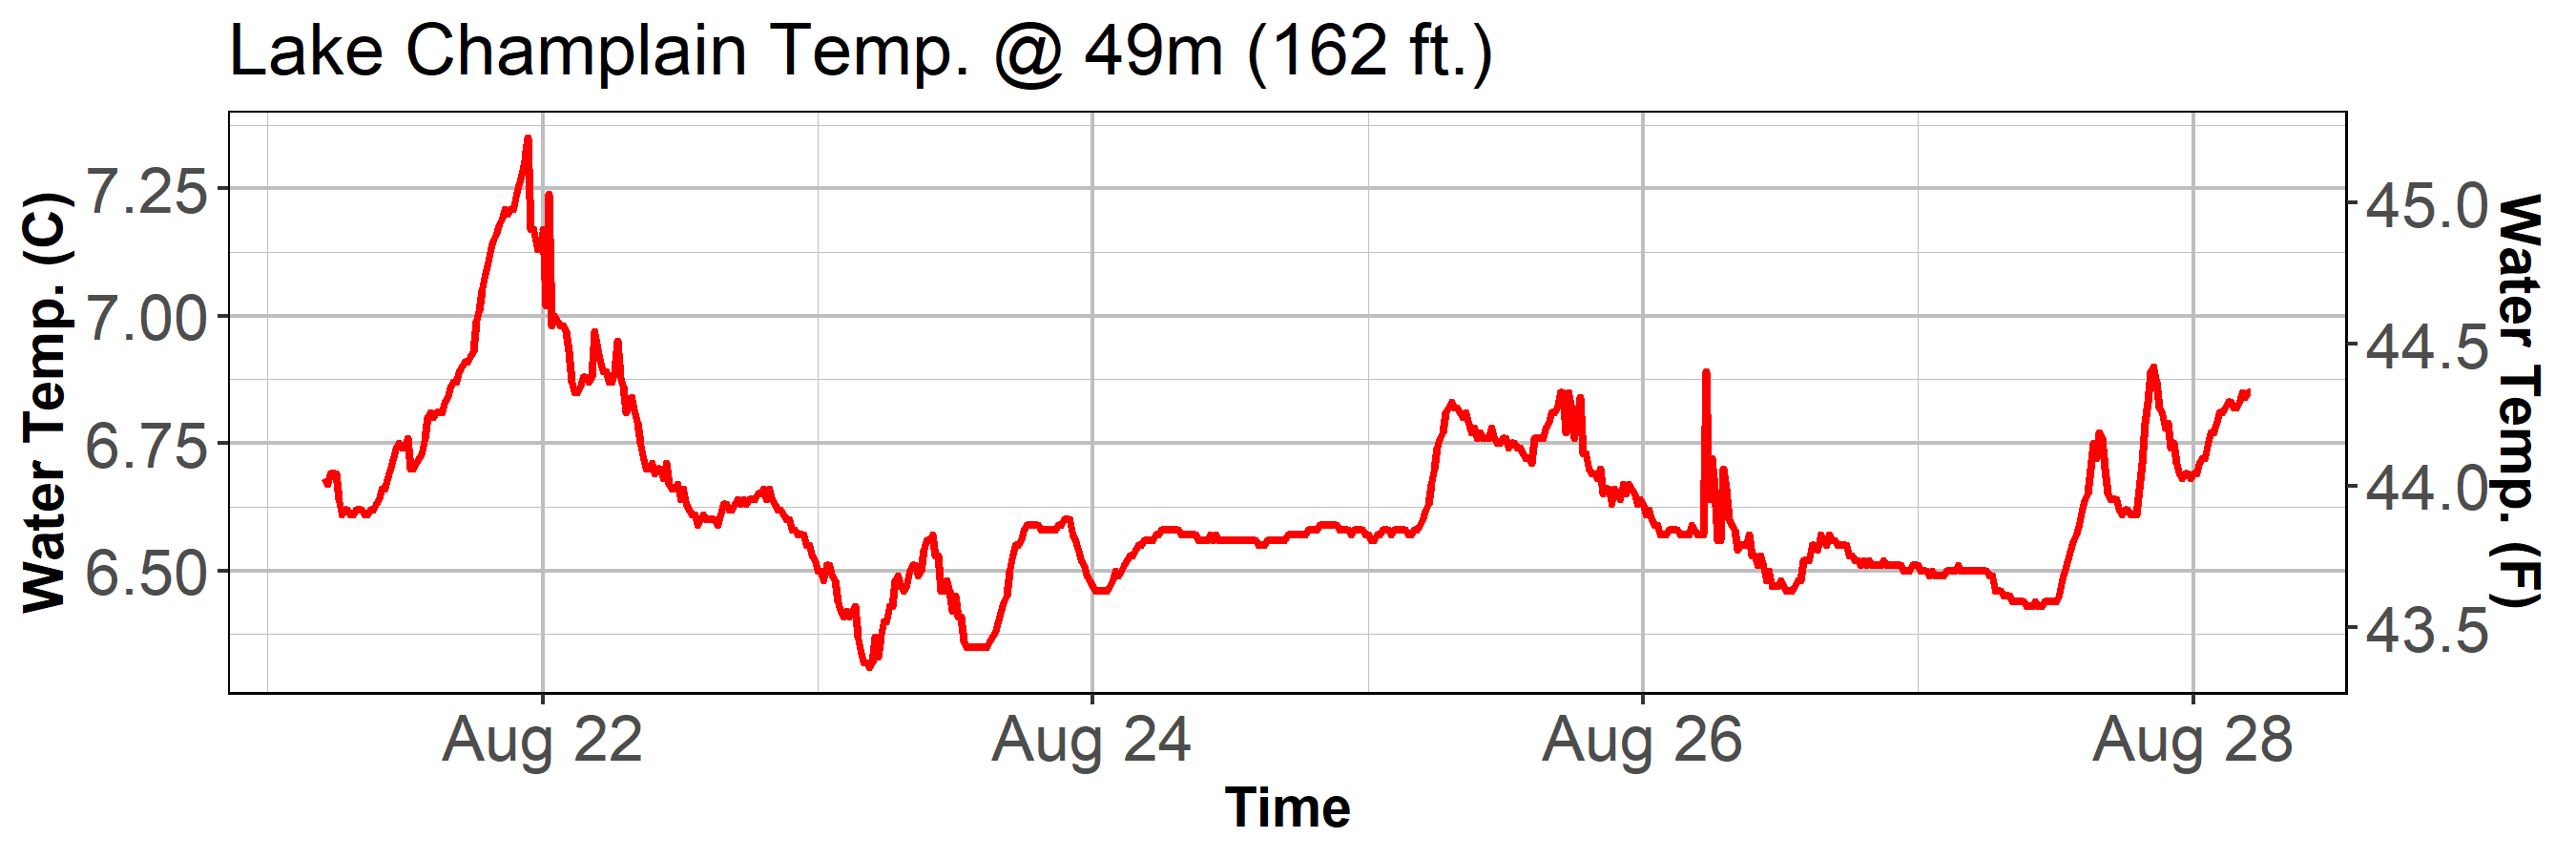 Lake Champlain Temp. @ 49m (162 ft.)
Water Temp. (C)
7.25
7.00
6.75
6.50
45.0
44.5
44.0
43.5
Water Temp. (F)
Aug 22
Aug 24
Aug 26
Aug 28
Time